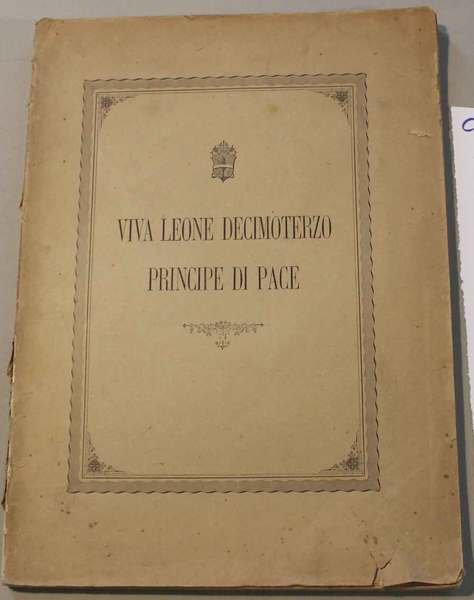 VIVA LEONE DECIMOTERZO
PRINCIPE DI PACE